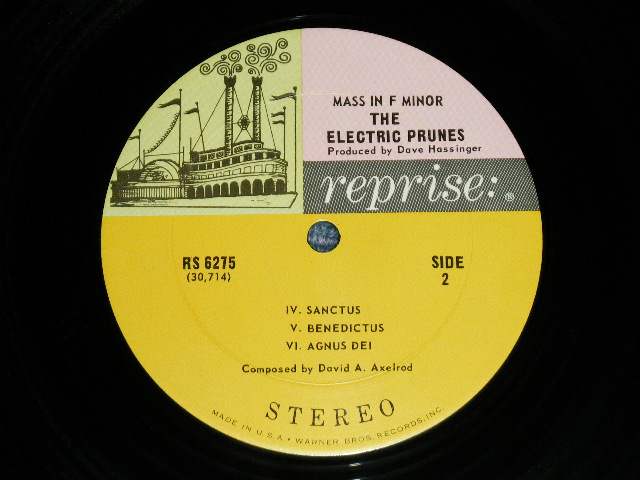 MASS IN F MINOR
THE
ELECTRIC PRUNES
Produced by Dave Hassinger
reprise: ®
RS 6275
(30,714)
SIDE
2
IV. SANCTUS
V. BENEDICTUS
VI. AGNUS DEI
Composed by David A. Axelrod
STEREO
MADE IN U.S.A. • WARNER BROS. RECORDS, INC.